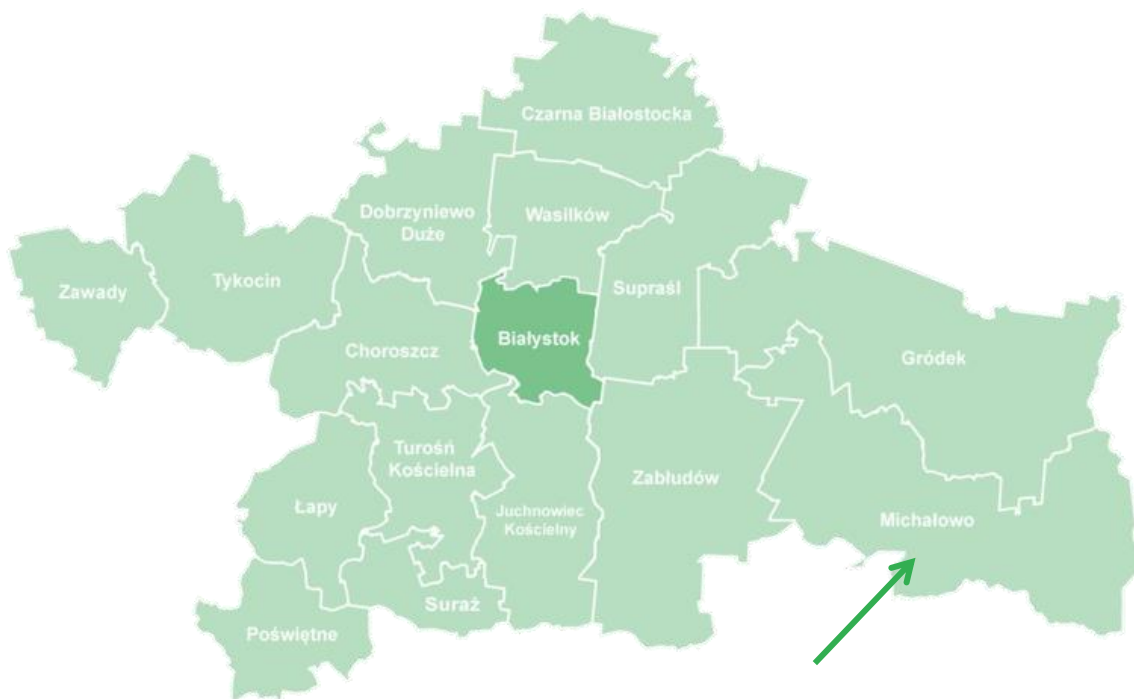 Czarna Białostocka
Dobrzyniewo
Duże
Wasilków
Zawady
Tykocin
Supraśl
Choroszcz
Białystok
Gródek
Turośń
Kościelna
Zabłudów
Łapy
Juchnowiec
Kościelny
Michałowo
Suraż
Poświętne